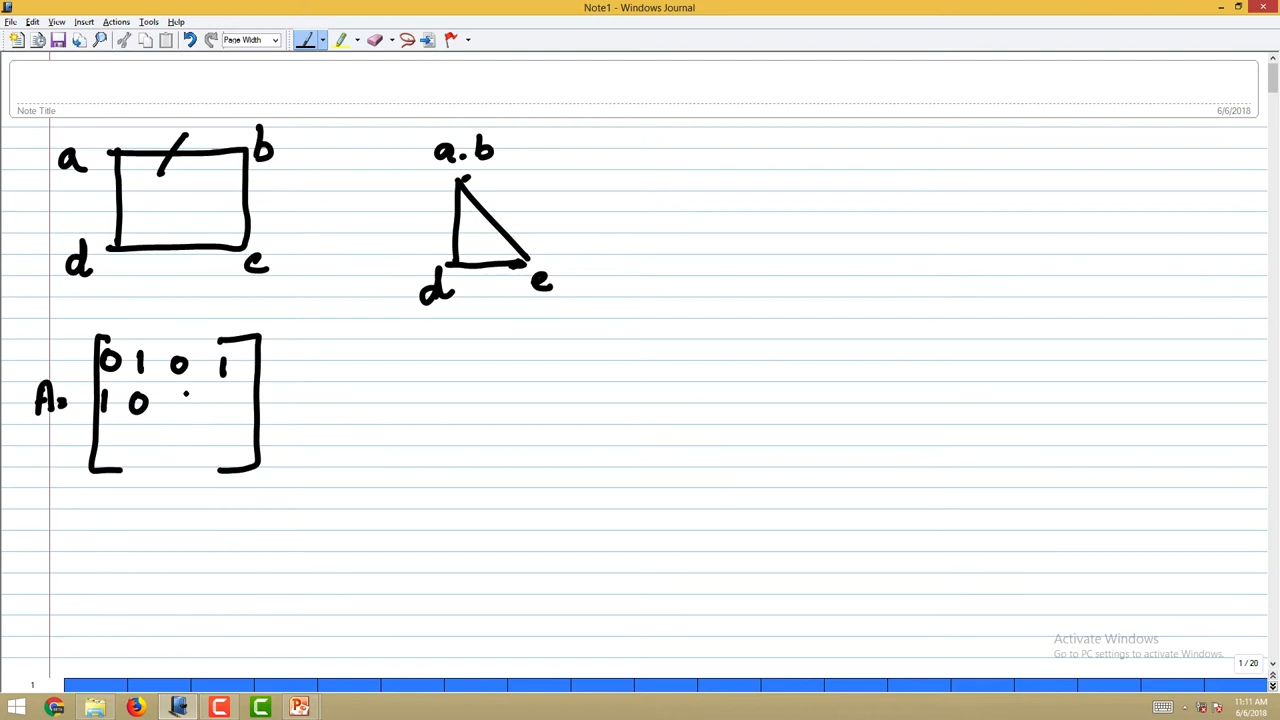 Note1 - Windows Journal
File Edit View Insert Actions Tools Help
Page Width
Note Title
6/6/2018
a b
d c
a.b
d c
A=
0 1 0 1
1 0
Activate Windows
Go to PC settings to activate Windows.
1 / 20
1
11:11 AM
6/6/2018